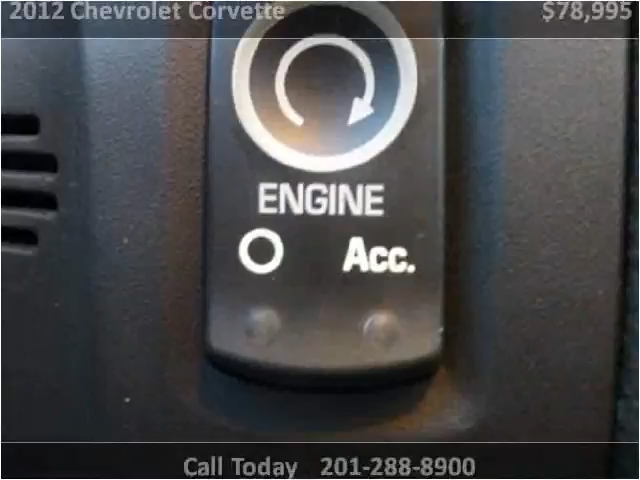 2012 Chevrolet Corvette $78,995
ENGINE
Acc.
Call Today 201-288-8900